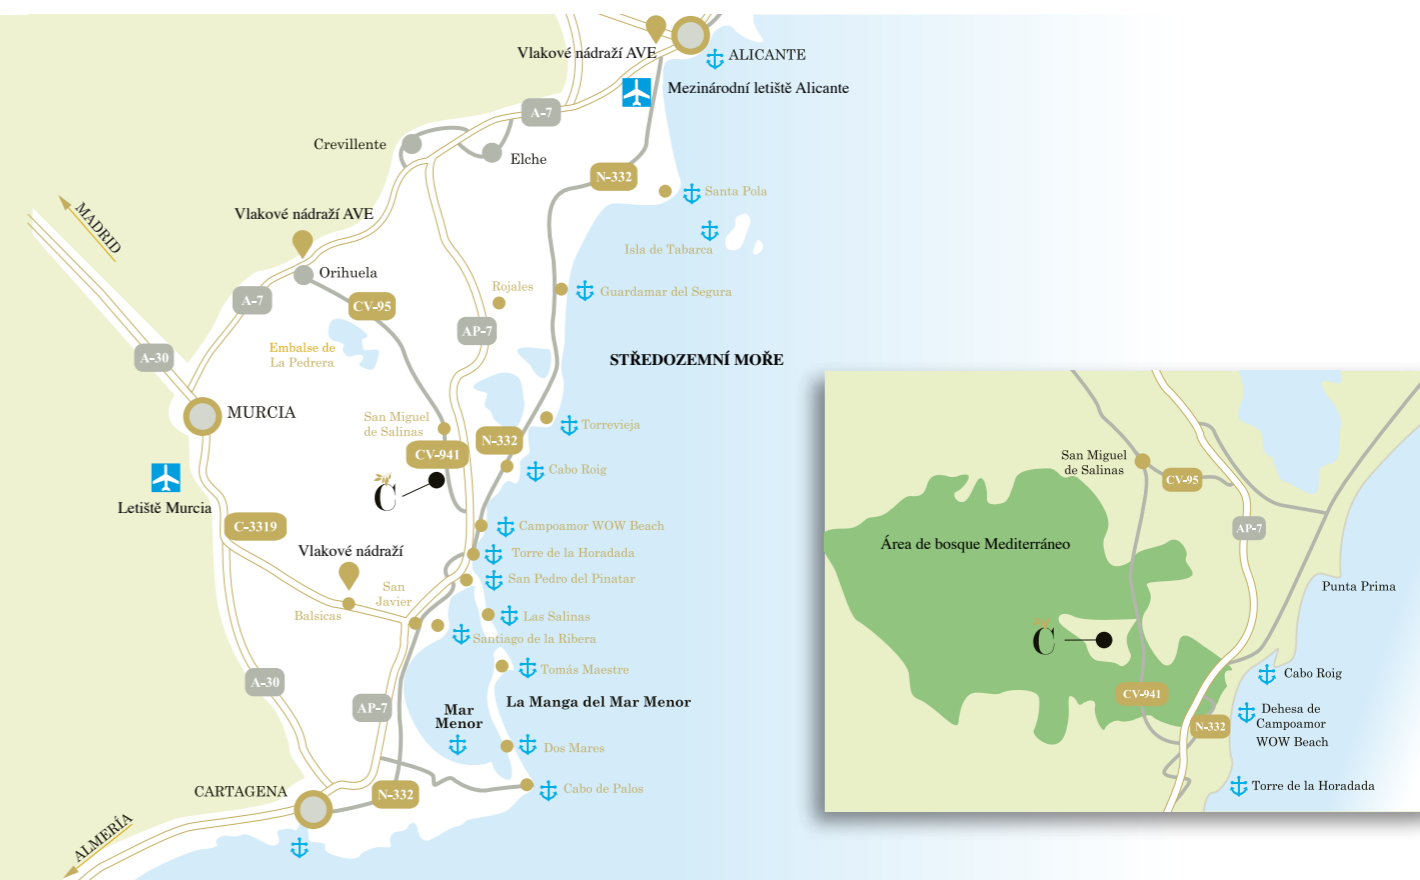 Vlakové nádraží AVE
ALICANTE
Mezinárodní letiště Alicante
A-7
Crevillente
Elche
N-332
Santa Pola
MADRID
Vlakové nádraží AVE
Isla de Tabarca
Orihuela
Rojales
Guardamar del Segura
A-7
CV-95
AP-7
Embalse de
La Pedrera
STŘEDOZEMNÍ MOŘE
A-30
MURCIA
San Miguel
de Salinas
Torrevieja
N-332
CV-941
Cabo Roig
C
Letiště Murcia
C-3319
Campoamor WOW Beach
Vlakové nádraží
Torre de la Horadada
San Pedro del Pinatar
San
Javier
Balsicas
Las Salinas
Santiago de la Ribera
Tomás Maestre
A-30
La Manga del Mar Menor
AP-7
Mar
Menor
Dos Mares
CARTAGENA
N-332
Cabo de Palos
ALMERÍA
San Miguel
de Salinas
CV-95
AP-7
Área de bosque Mediterráneo
Punta Prima
C
Cabo Roig
CV-941
Dehesa de
Campoamor
WOW Beach
N-332
Torre de la Horadada